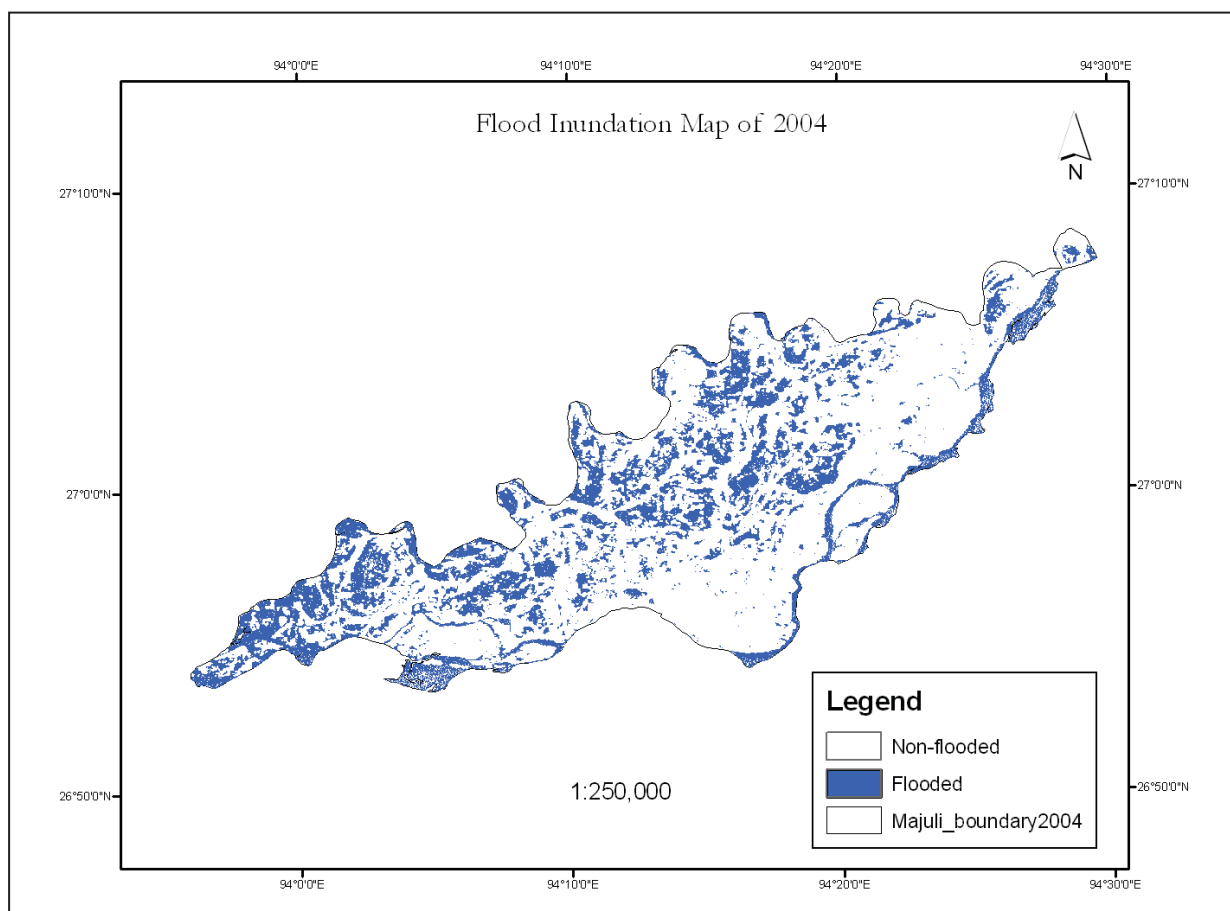 94°0'0"E 94°10'0"E 94°20'0"E 94°30'0"E
Flood Inundation Map of 2004
N
27°10'0"N 27°10'0"N
27°0'0"N 27°0'0"N
Legend
Non-flooded
Flooded
Majuli_boundary2004
1:250,000
26°50'0"N 26°50'0"N
94°0'0"E 94°10'0"E 94°20'0"E 94°30'0"E